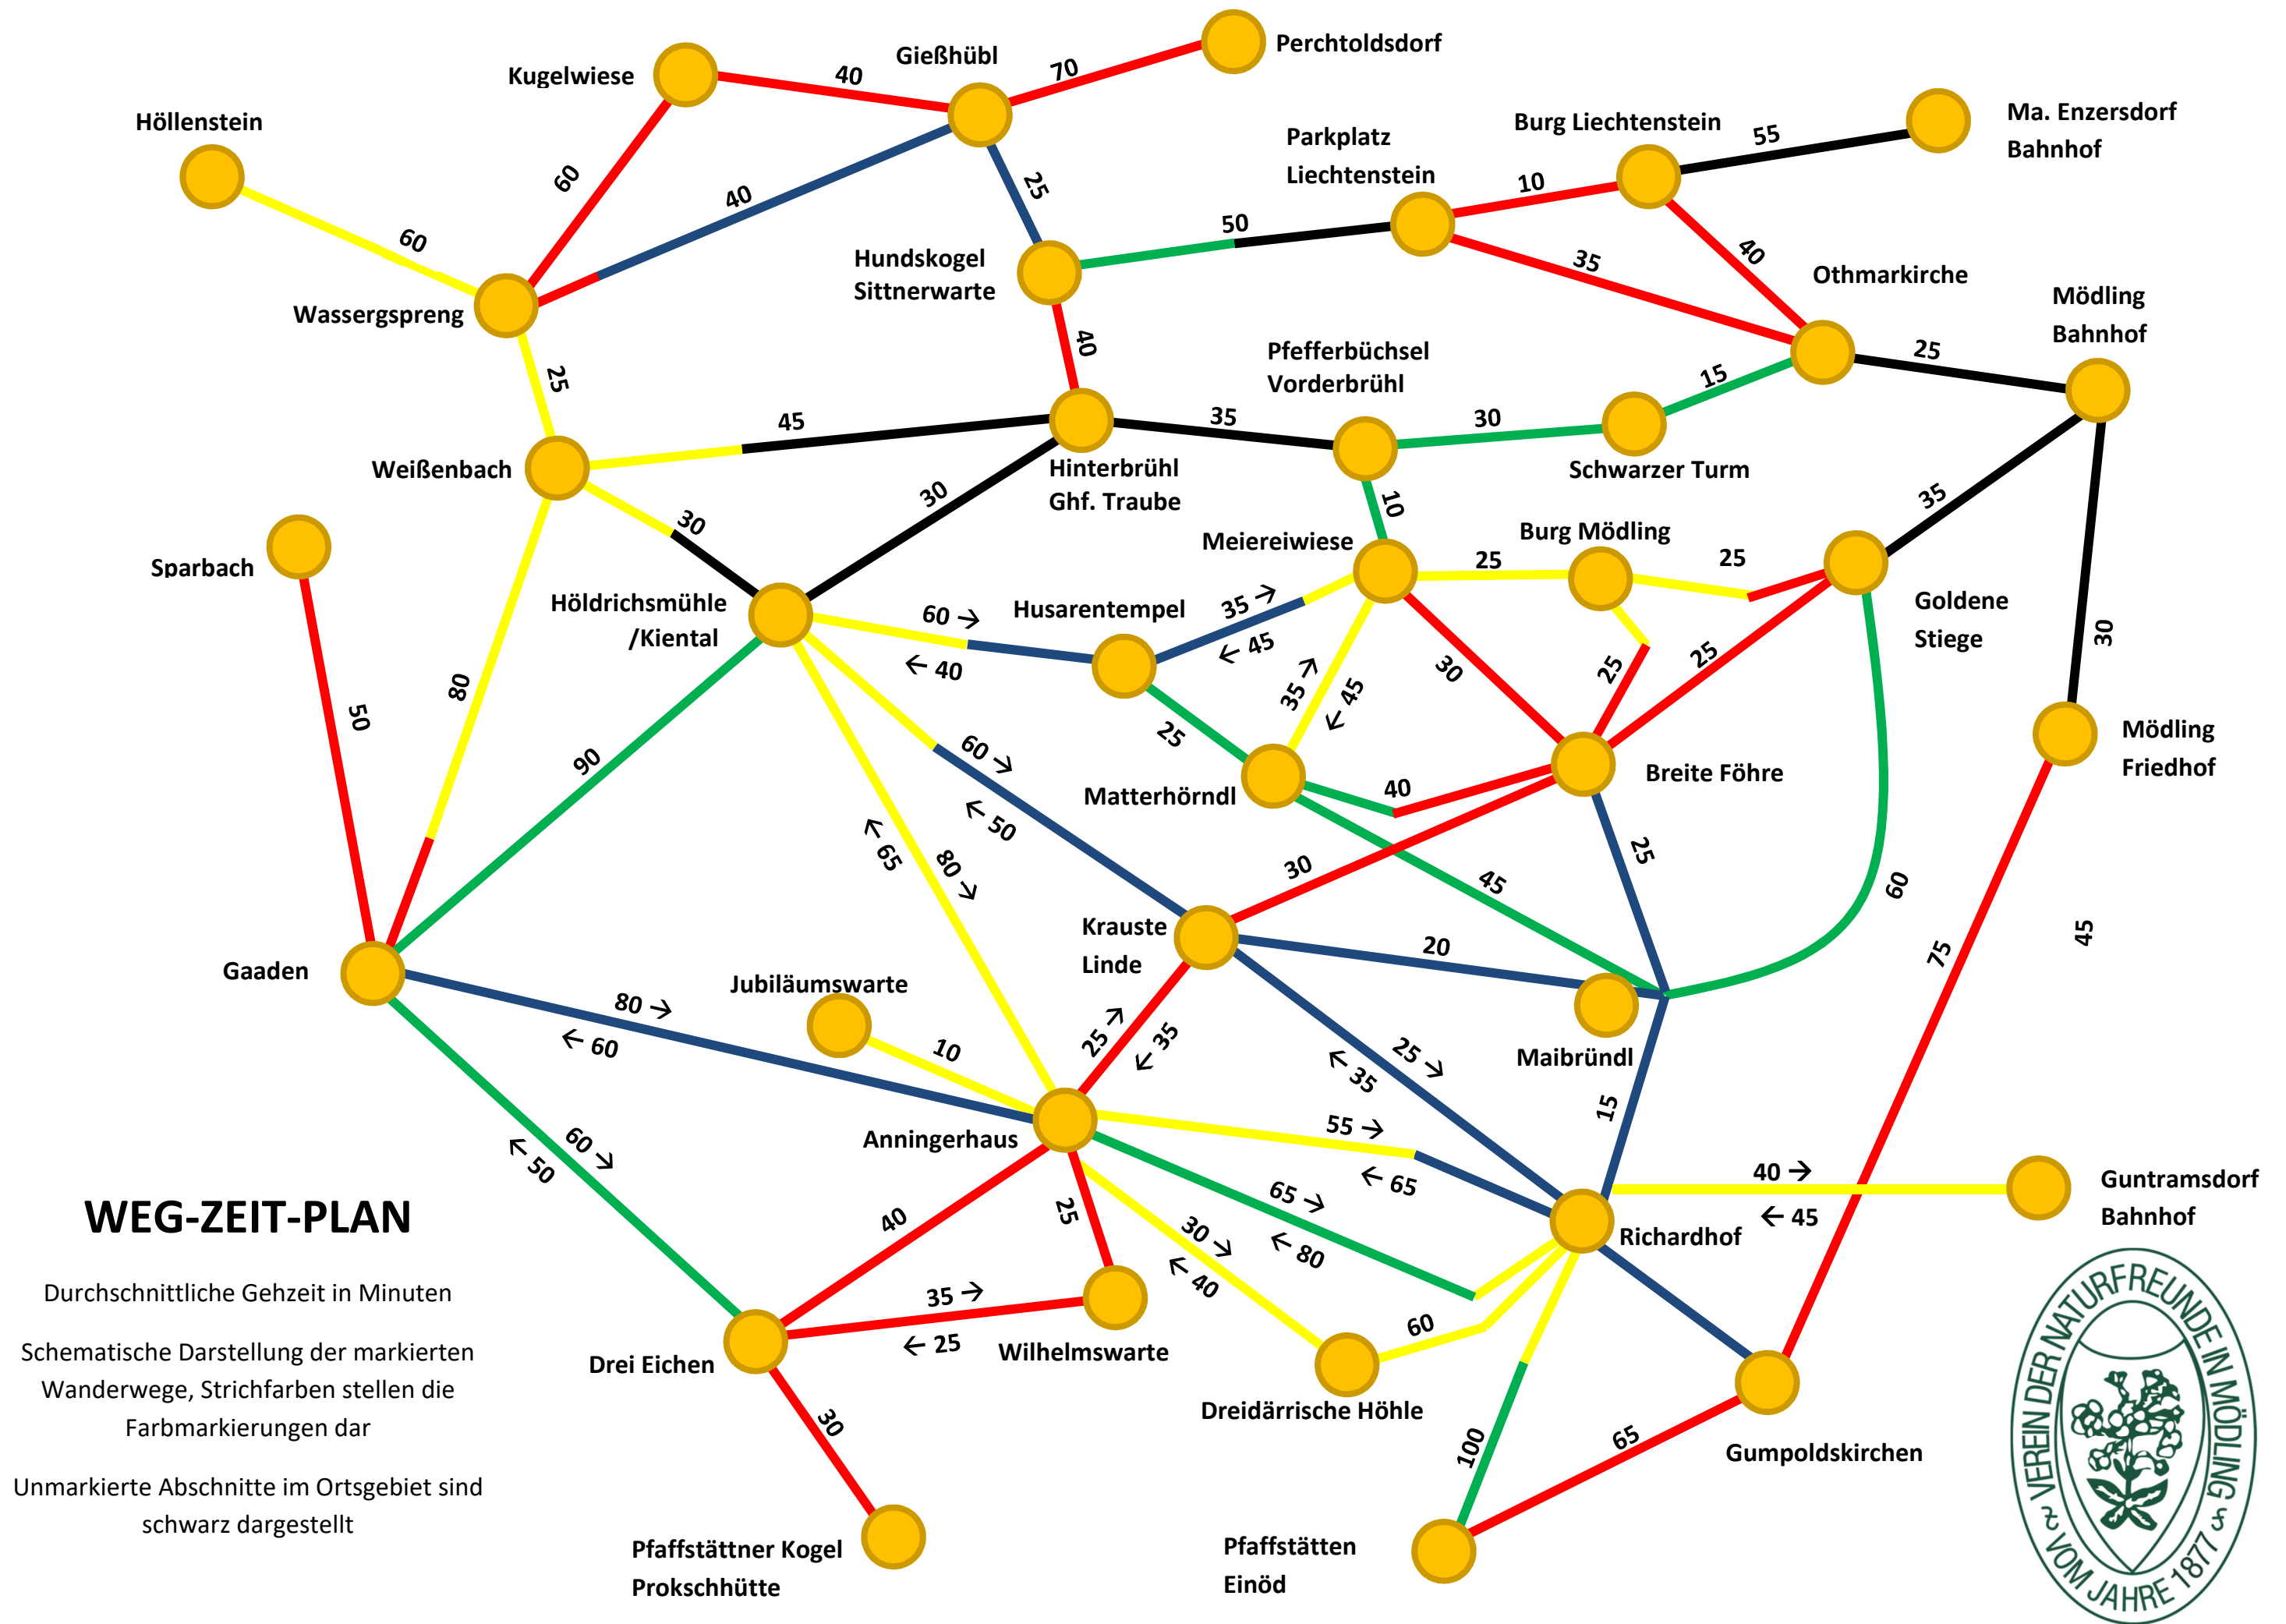 Perchtoldsdorf
Gießhübl
70
Kugelwiese
40
Höllenstein
Burg Liechtenstein
55
Ma. Enzersdorf
Bahnhof
Parkplatz
Liechtenstein
60
40
25
10
50
60
Hundskogel
Sittnerwarte
40
35
Othmarkirche
Wassergspreng
Mödling
Bahnhof
40
Pfefferbüchsel
Vorderbrühl
25
25
15
45
35
30
Weißenbach
Hinterbrühl
Ghf. Traube
Schwarzer Turm
30
30
10
35
Meiereiwiese
Burg Mödling
25
25
Sparbach
Höldrichsmühle
/Kiental
Husarentempel
Goldene
Stiege
60 →
← 40
35 →
← 45
30
80
50
35 →
← 45
30
25
25
25
Mödling
Friedhof
90
60 →
← 50
Matterhörndl
40
Breite Föhre
← 65
80 →
25
30
45
60
45
75
Krauste
Linde
20
Gaaden
Jubiläumswarte
80 →
← 60
10
25 →
← 35
25 →
← 35
Maibründl
15
Anningerhaus
55 →
← 65
60 →
← 50
40 →
← 45
Guntramsdorf
Bahnhof
WEG-ZEIT-PLAN
40
25
30 →
← 40
65 →
← 80
Richardhof
Durchschnittliche Gehzeit in Minuten
35 →
← 25
60
Drei Eichen
Wilhelmswarte
Schematische Darstellung der markierten
Wanderwege, Strichfarben stellen die
Farbmarkierungen dar
Dreidärrische Höhle
30
100
65
Gumpoldskirchen
Unmarkierte Abschnitte im Ortsgebiet sind
schwarz dargestellt
Pfaffstättner Kogel
Prokschhütte
Pfaffstätten
Einöd
VEREIN DER NATURFREUNDE IN MÖDLING
VOM JAHRE 1877